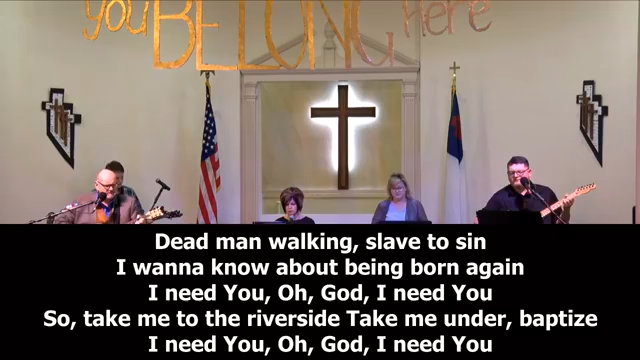 you BELONG here
Dead man walking, slave to sin
I wanna know about being born again
I need You, Oh, God, I need You
So, take me to the riverside Take me under, baptize
I need You, Oh, God, I need You